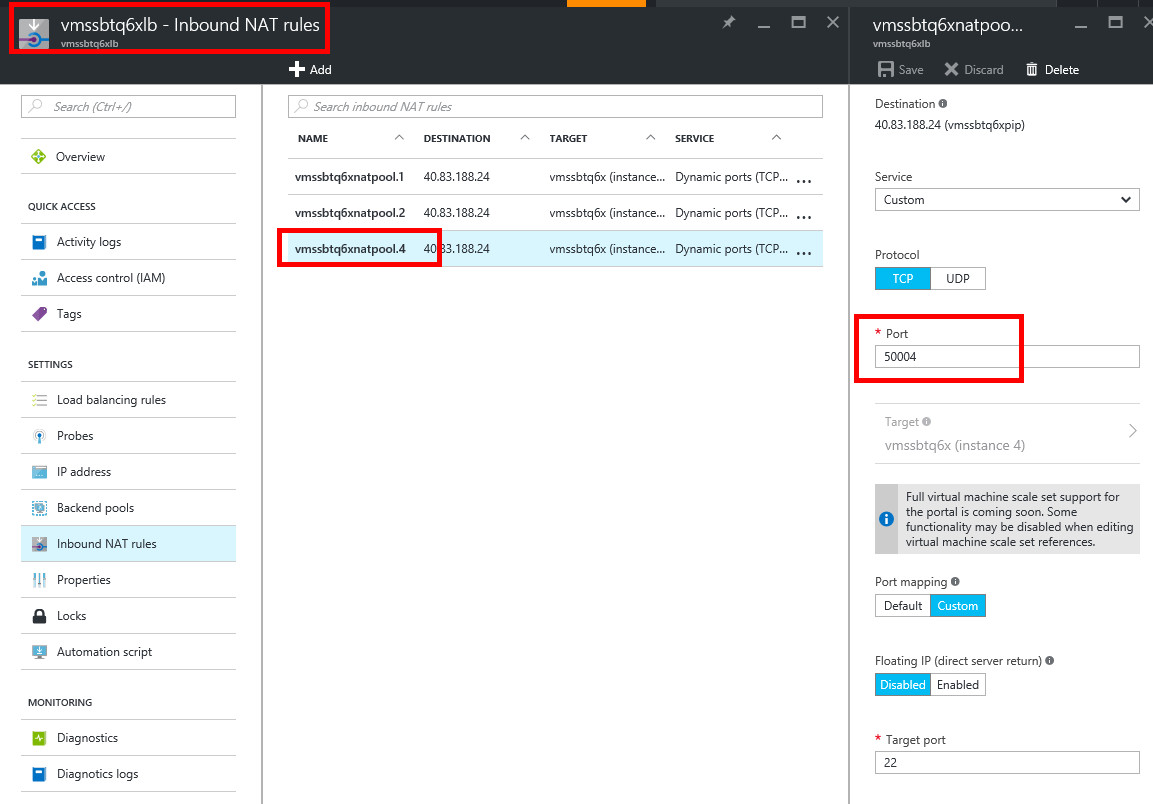 vmssbtq6xlb - Inbound NAT rules
vmssbtq6xlb
Add
Search (Ctrl+/)
Overview
QUICK ACCESS
Activity logs
Access control (IAM)
Tags
SETTINGS
Load balancing rules
Probes
IP address
Backend pools
Inbound NAT rules
Properties
Locks
Automation script
MONITORING
Diagnostics
Diagnotics logs
Search inbound NAT rules
NAME DESTINATION TARGET SERVICE
vmssbtq6xnatpool.1 40.83.188.24 vmssbtq6x (instance... Dynamic ports (TCP... ...
vmssbtq6xnatpool.2 40.83.188.24 vmssbtq6x (instance... Dynamic ports (TCP... ...
vmssbtq6xnatpool.4 40.83.188.24 vmssbtq6x (instance... Dynamic ports (TCP... ...
vmssbtq6xnatpoo...
vmssbtq6xlb
Save Discard Delete
Destination
40.83.188.24 (vmssbtq6xpip)
Service
Custom
Protocol
TCP UDP
* Port
50004
Target
vmssbtq6x (instance 4)
Full virtual machine scale set support for
the portal is coming soon. Some
functionality may be disabled when editing
virtual machine scale set references.
Port mapping
Default Custom
Floating IP (direct server return)
Disabled Enabled
* Target port
22